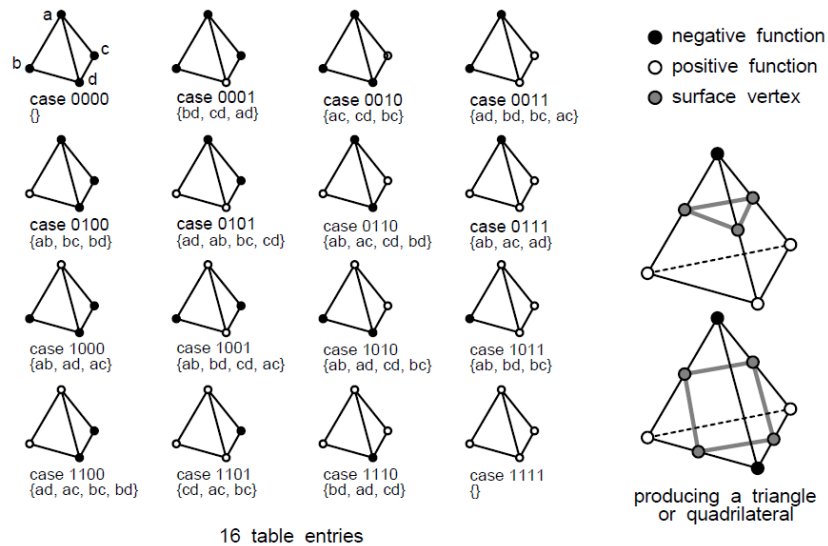 a
b
c
d
case 0000
{}
case 0001
{bd, cd, ad}
case 0010
{ac, cd, bc}
case 0011
{ad, bd, bc, ac}
case 0100
{ab, bc, bd}
case 0101
{ad, ab, bc, cd}
case 0110
{ab, ac, cd, bd}
case 0111
{ab, ac, ad}
case 1000
{ab, ad, ac}
case 1001
{ab, bd, cd, ac}
case 1010
{ab, ad, cd, bc}
case 1011
{ab, bd, bc}
case 1100
{ad, ac, bc, bd}
case 1101
{cd, ac, bc}
case 1110
{bd, ad, cd}
case 1111
{}
16 table entries
negative function
positive function
surface vertex
producing a triangle
or quadrilateral